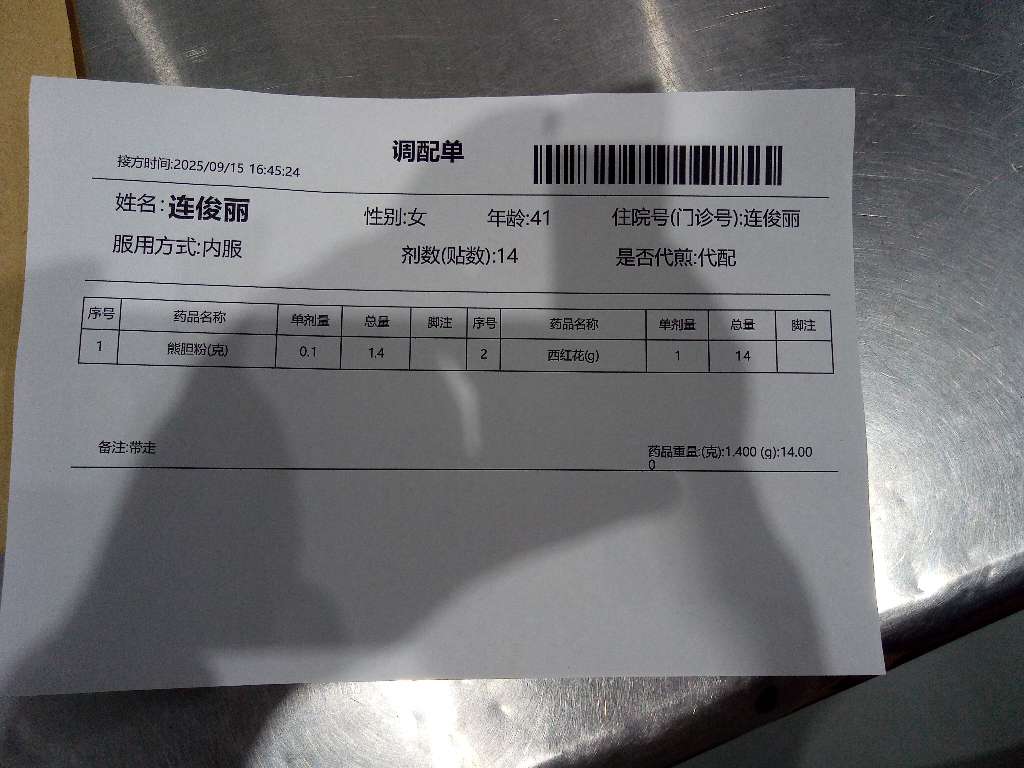 调配单
接方时间:2025/09/15 16:45:24
姓名:连俊丽 性别:女 年龄:41 住院号(门诊号):连俊丽
服用方式:内服 剂数(贴数):14 是否代煎:代配
序号 药品名称 单剂量 总量 脚注 序号 药品名称 单剂量 总量 脚注
1 熊胆粉(克) 0.1 1.4 2 西红花(g) 1 14
备注:带走 药品重量:(克):1.400 (g):14.00
0